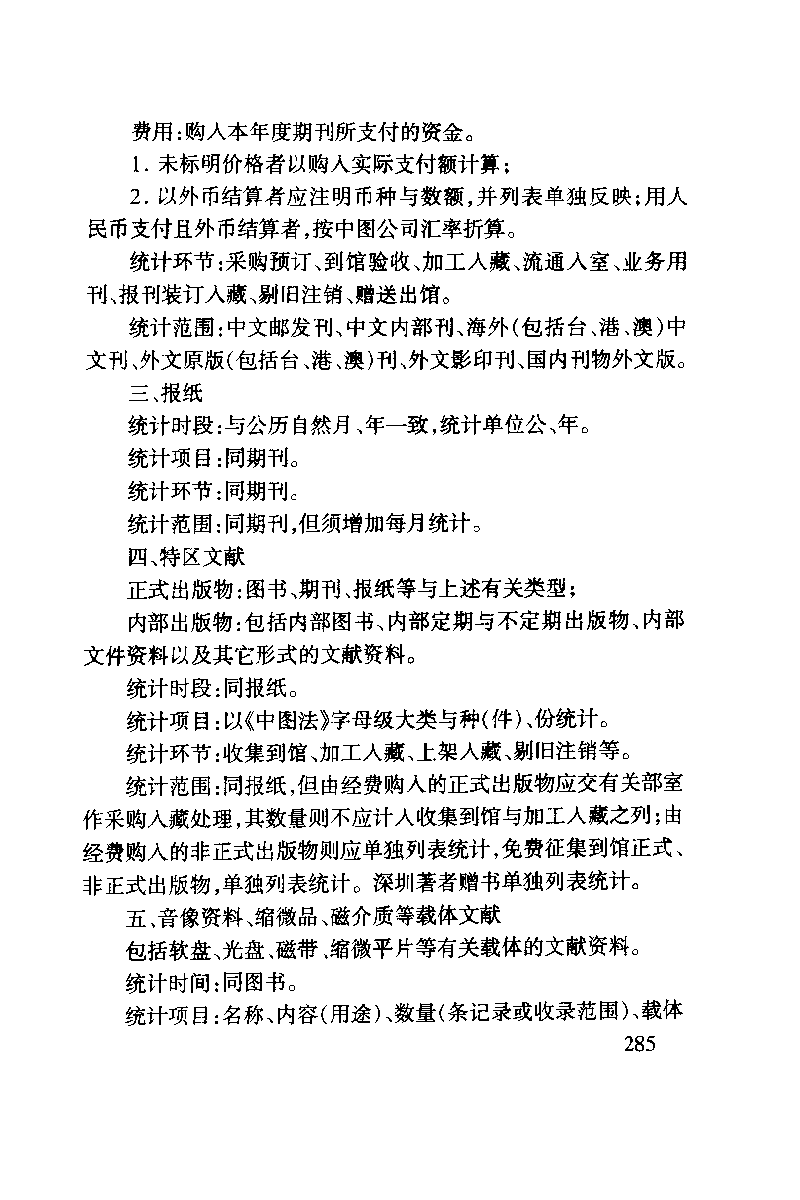 费用:购入本年度期刊所支付的资金。
1. 未标明价格者以购入实际支付额计算;
2. 以外币结算者应注明币种与数额,并列表单独反映;用人
民币支付且外币结算者,按中图公司汇率折算。
统计环节:采购预订、到馆验收、加工入藏、流通入室、业务用
刊、报刊装订入藏、剔旧注销、赠送出馆。
统计范围:中文邮发刊、中文内部刊、海外(包括台、港、澳)中
文刊、外文原版(包括台、港、澳)刊、外文影印刊、国内刊物外文版。
三、报纸
统计时段:与公历自然月、年一致,统计单位公、年。
统计项目:同期刊。
统计环节:同期刊。
统计范围:同期刊,但须增加每月统计。
四、特区文献
正式出版物:图书、期刊、报纸等与上述有关类型;
内部出版物:包括内部图书、内部定期与不定期出版物、内部
文件资料以及其它形式的文献资料。
统计时段:同报纸。
统计项目:以《中图法》字母级大类与种(件)、份统计。
统计环节:收集到馆、加工入藏、上架入藏、剔旧注销等。
统计范围:同报纸,但由经费购入的正式出版物应交有关部室
作采购入藏处理,其数量则不应计入收集到馆与加工入藏之列;由
经费购入的非正式出版物则应单独列表统计,免费征集到馆正式、
非正式出版物,单独列表统计。深圳著者赠书单独列表统计。
五、音像资料、缩微品、磁介质等载体文献
包括软盘、光盘、磁带、缩微平片等有关载体的文献资料。
统计时间:同图书。
统计项目:名称、内容(用途)、数量(条记录或收录范围)、载体
285